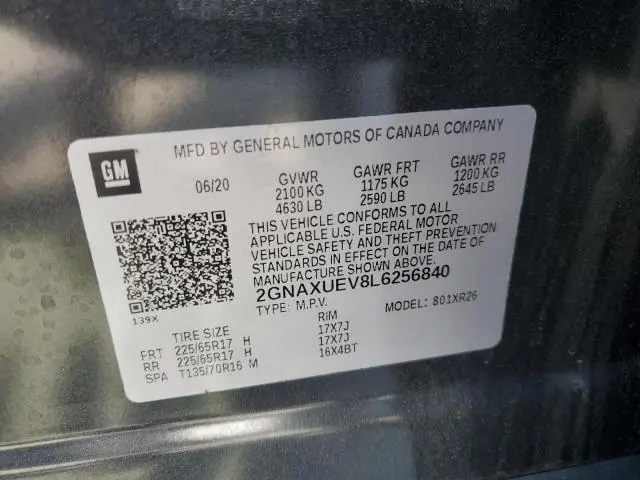 MFD BY GENERAL MOTORS OF CANADA COMPANY
GM
06/20 GVWR GAWR FRT GAWR RR
2100 KG 1175 KG 1200 KG
4630 LB 2590 LB 2645 LB
THIS VEHICLE CONFORMS TO ALL
APPLICABLE U.S. FEDERAL MOTOR
VEHICLE SAFETY AND THEFT PREVENTION
STANDARDS IN EFFECT ON THE DATE OF
MANUFACTURE SHOWN ABOVE.
2GNAXUEV8L6256840
139X
TYPE: M.P.V. MODEL: 801XR26
TIRE SIZE RIM
FRT 225/65R17 H 17X7J
RR 225/65R17 H 17X7J
SPA T135/70R16 M 16X4BT